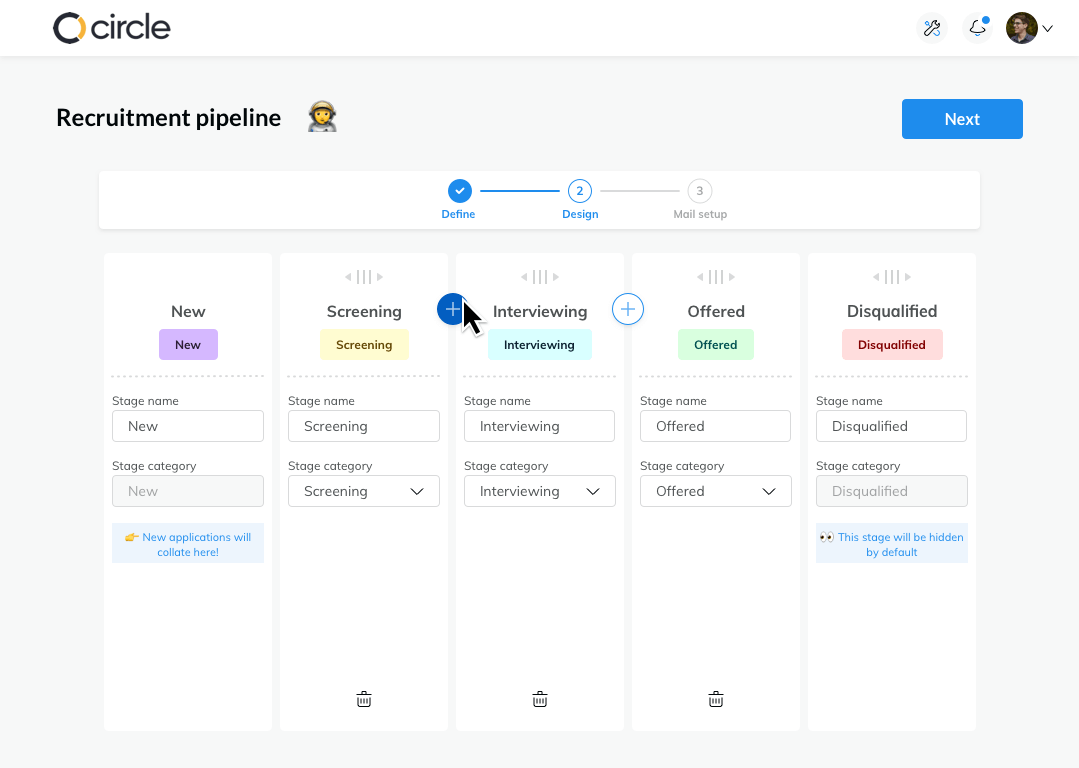 circle
Recruitment pipeline
Next
2
3
Define
Design
Mail setup
New
New
Stage name
New
Stage category
New
👉 New applications will
collate here!
Screening
Screening
Stage name
Screening
Stage category
Screening
Interviewing
Interviewing
Stage name
Interviewing
Stage category
Interviewing
Offered
Offered
Stage name
Offered
Stage category
Offered
Disqualified
Disqualified
Stage name
Disqualified
Stage category
Disqualified
👀 This stage will be hidden
by default